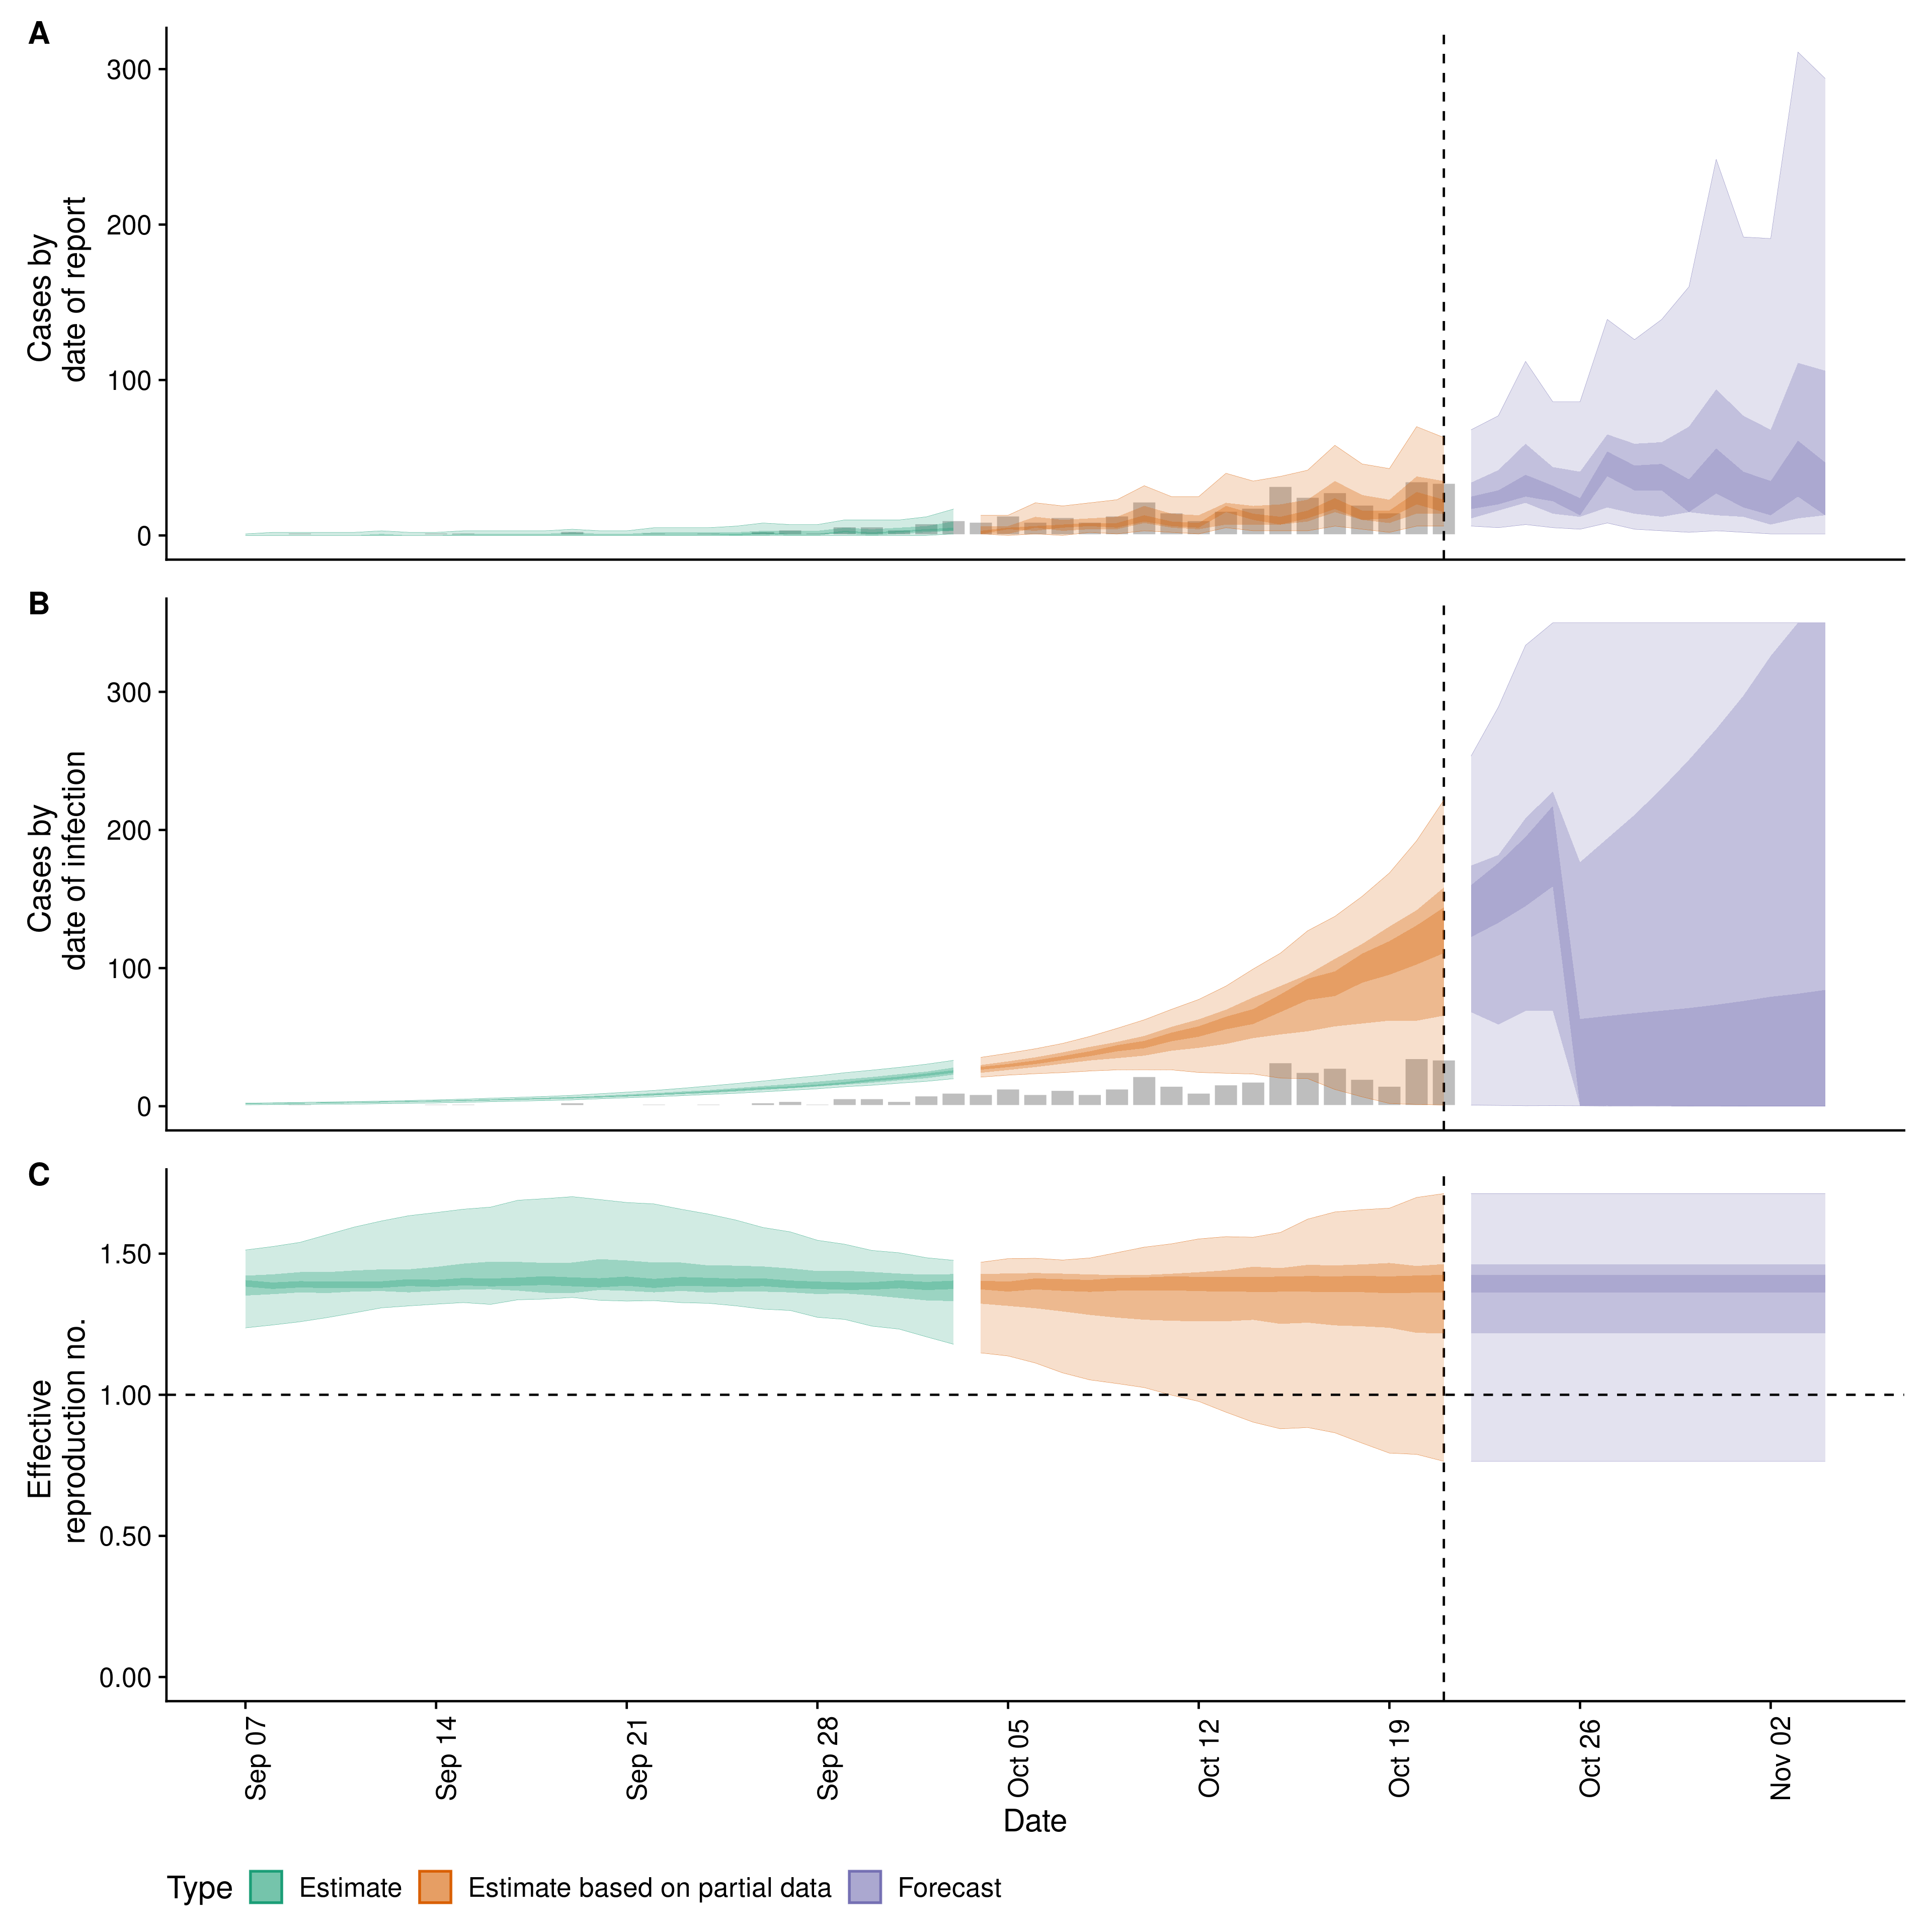 A
Cases by
date of report
300
200
100
0
B
Cases by
date of infection
300
200
100
0
C
Effective
reproduction no.
1.50
1.00
0.50
0.00
Sep 07
Sep 14
Sep 21
Sep 28
Oct 05
Oct 12
Oct 19
Oct 26
Nov 02
Date
Type Estimate Estimate based on partial data Forecast